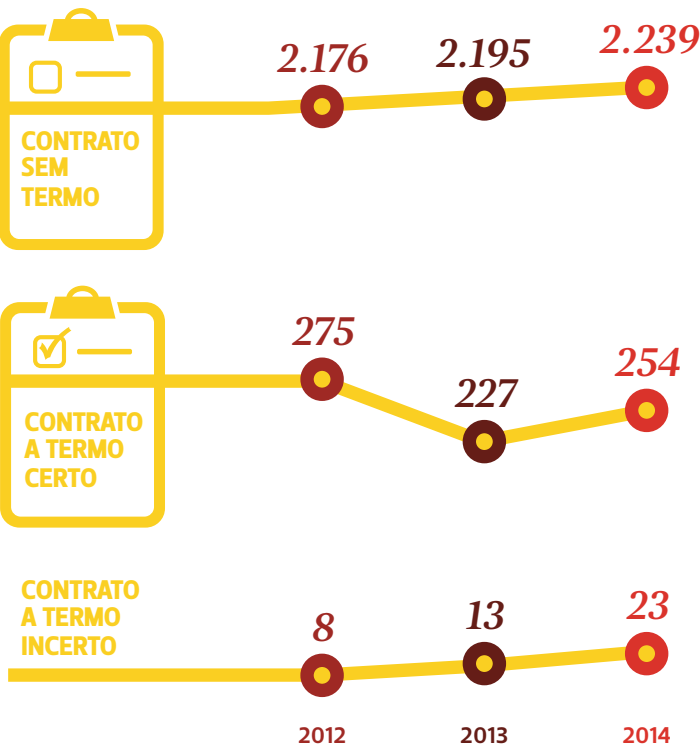 2.176
2.195
2.239
CONTRATO
SEM
TERMO
275
227
254
CONTRATO
A TERMO
CERTO
CONTRATO
A TERMO
INCERTO
8
13
23
2012
2013
2014